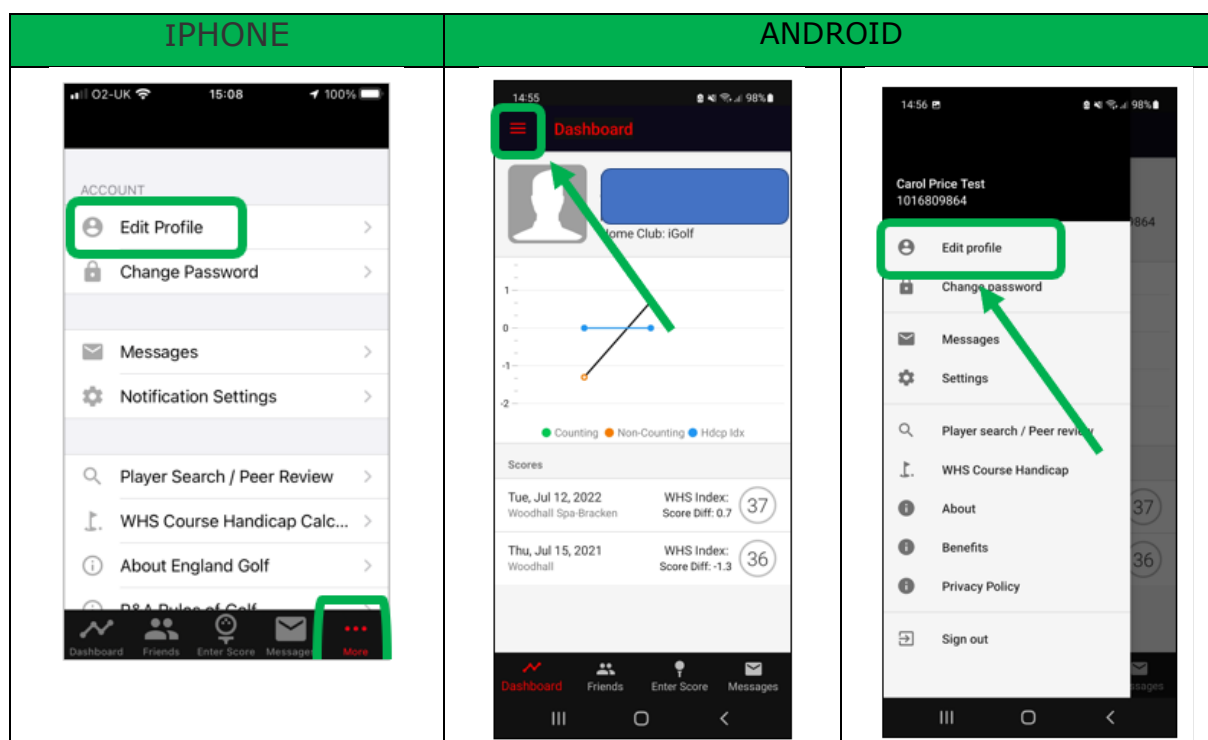 IPHONE
ANDROID
O2-UK 15:08 100%
ACCOUNT
Edit Profile
Change Password
Messages
Notification Settings
Player Search / Peer Review
WHS Course Handicap Calc...
About England Golf
R&A Rules of Golf
Dashboard Friends Enter Score Messages More
14:55 98%
Dashboard
Home Club: iGolf
1
0
-1
-2
Counting Non-Counting Hdcp Idx
Scores
Tue, Jul 12, 2022 WHS Index: 37
Woodhall Spa-Bracken Score Diff: 0.7
Thu, Jul 15, 2021 WHS Index: 36
Woodhall Score Diff: -1.3
Dashboard Friends Enter Score Messages
14:56 98%
Carol Price Test
1016809864
9864
Edit profile
Change password
Messages
Settings
Player search / Peer review
WHS Course Handicap
About
37
Benefits
36
Privacy Policy
Sign out
ssages